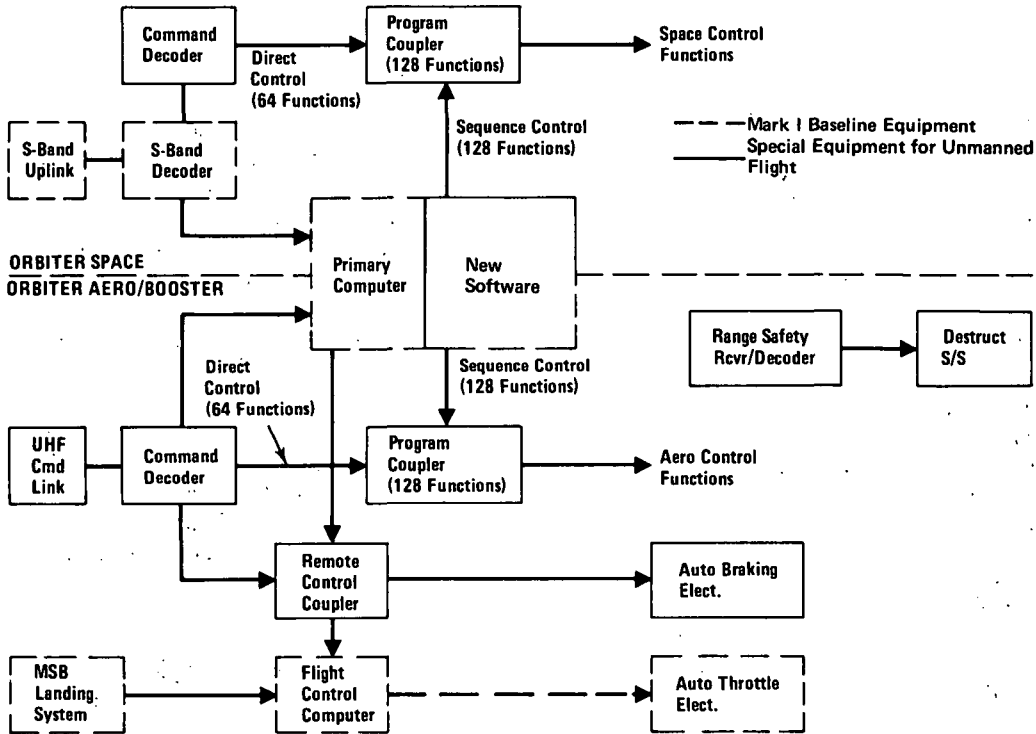 Command
Decoder
Direct
Control
(64 Functions)
Program
Coupler
(128 Functions)
Space Control
Functions
S-Band
Uplink
S-Band
Decoder
Sequence Control
(128 Functions)
Mark I Baseline Equipment
Special Equipment for Unmanned
Flight
ORBITER SPACE
ORBITER AERO/BOOSTER
Primary
Computer
New
Software
Range Safety
Rcvr/Decoder
Destruct
S/S
Direct
Control
(64 Functions)
Sequence Control
(128 Functions)
UHF
Cmd
Link
Command
Decoder
Program
Coupler
(128 Functions)
Aero Control
Functions
Remote
Control
Coupler
Auto Braking
Elect.
MSB
Landing.
System
Flight
Control
Computer
Auto Throttle
Elect.